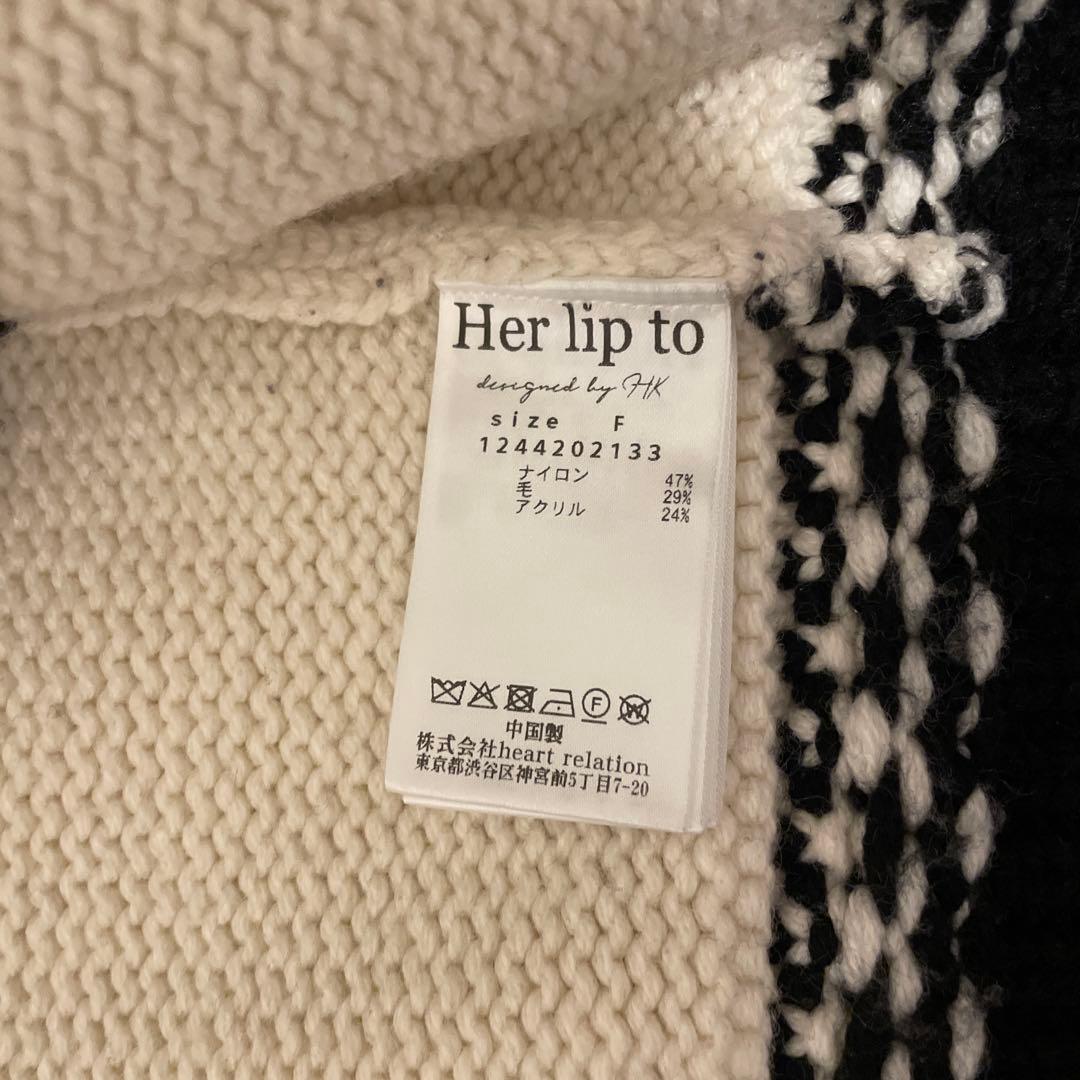 Her lip to
designed by HK
size F
1244202133
ナイロン 47%
毛 29%
アクリル 24%
F
W
中国製
株式会社heart relation
東京都渋谷区神宮前5丁目7-20